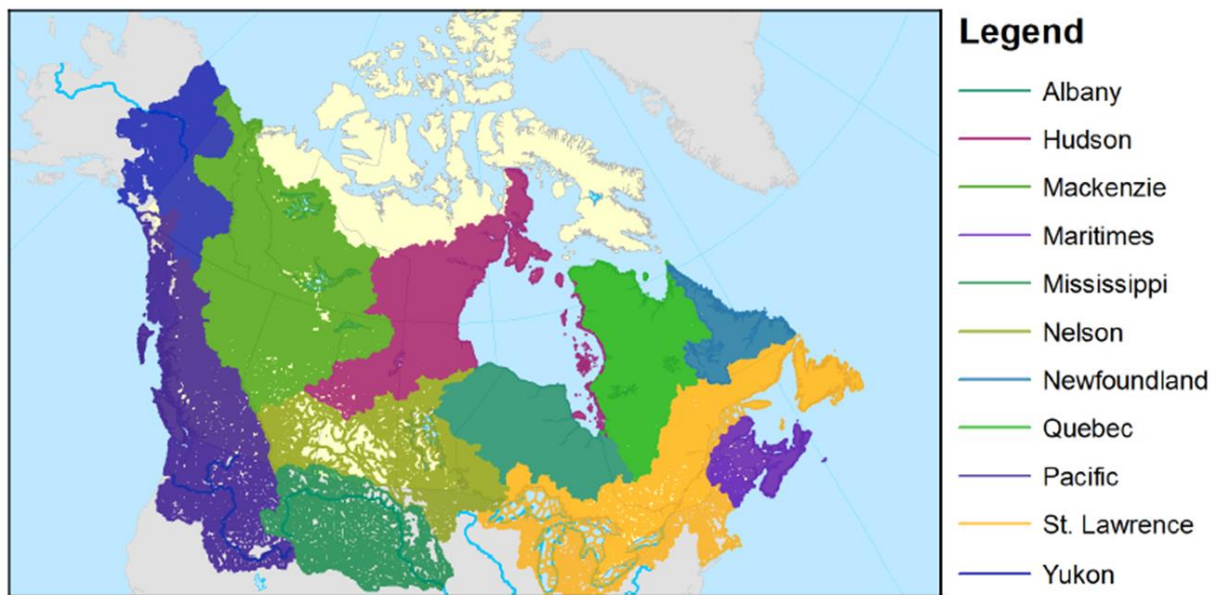 Legend
Albany
Hudson
Mackenzie
Maritimes
Mississippi
Nelson
Newfoundland
Quebec
Pacific
St. Lawrence
Yukon